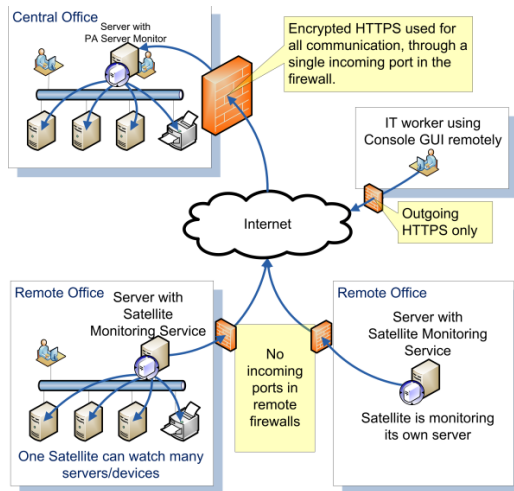 Central Office
Server with
PA Server Monitor
Encrypted HTTPS used for
all communication, through a
single incoming port in the
firewall.
IT worker using
Console GUI remotely
Outgoing
HTTPS only
Internet
Remote Office
Server with
Satellite
Monitoring Service
One Satellite can watch many
servers/devices
No
incoming
ports in
remote
firewalls
Remote Office
Server with
Satellite Monitoring
Service
Satellite is monitoring
its own server